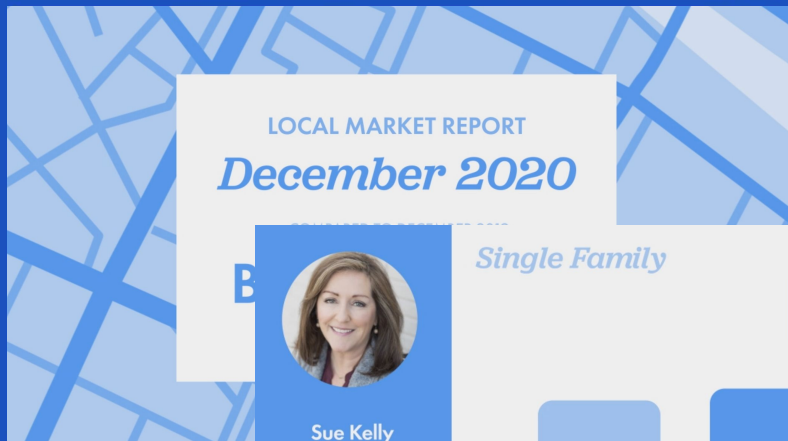 LOCAL MARKET REPORT
December 2020
B
Single Family
Sue Kelly